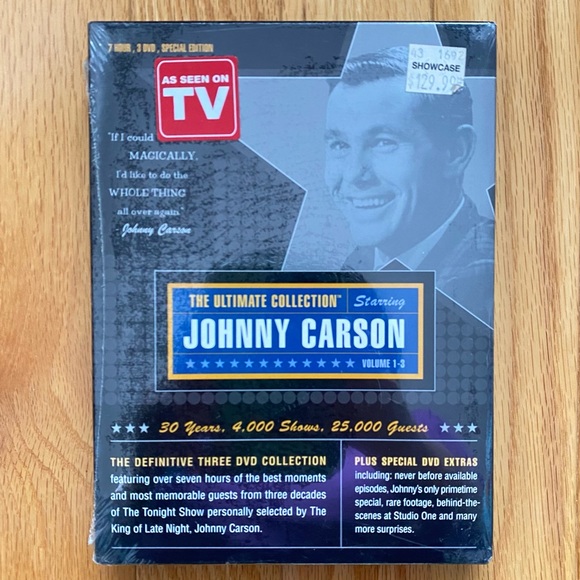 7 HOUR, 3 DVD, SPECIAL EDITION
AS SEEN ON
TV
43 1692
SHOWCASE
$129.99
"If I could
MAGICALLY,
I'd like to do the
WHOLE THING
all over again"
- Johnny Carson
THE ULTIMATE COLLECTION™ Starring
JOHNNY CARSON
VOLUME 1-3
30 Years, 4,000 Shows, 25,000 Guests
THE DEFINITIVE THREE DVD COLLECTION
featuring over seven hours of the best moments
and most memorable guests from three decades
of The Tonight Show personally selected by The
King of Late Night, Johnny Carson.
PLUS SPECIAL DVD EXTRAS
including: never before available
episodes, Johnny's only primetime
special, rare footage, behind-the-
scenes at Studio One and many
more surprises.